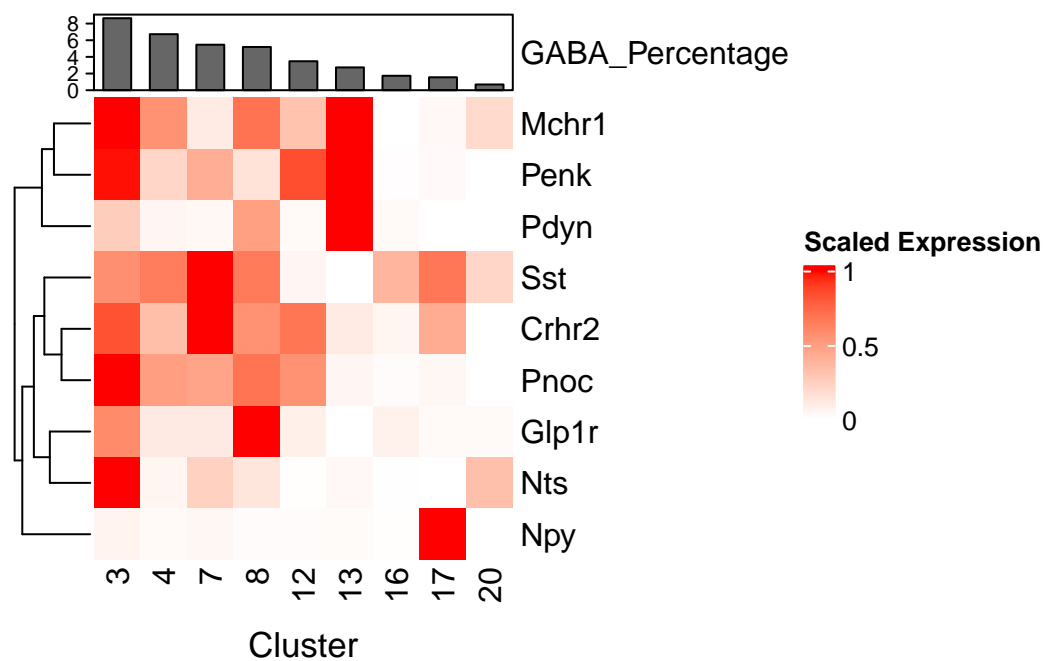 8
6
4
2
0
GABA_Percentage
Mchr1
Penk
Pdyn
Sst
Crhr2
Pnoc
Glp1r
Nts
Npy
3 4 7 8 12 13 16 17 20
Cluster
Scaled Expression
1
0.5
0